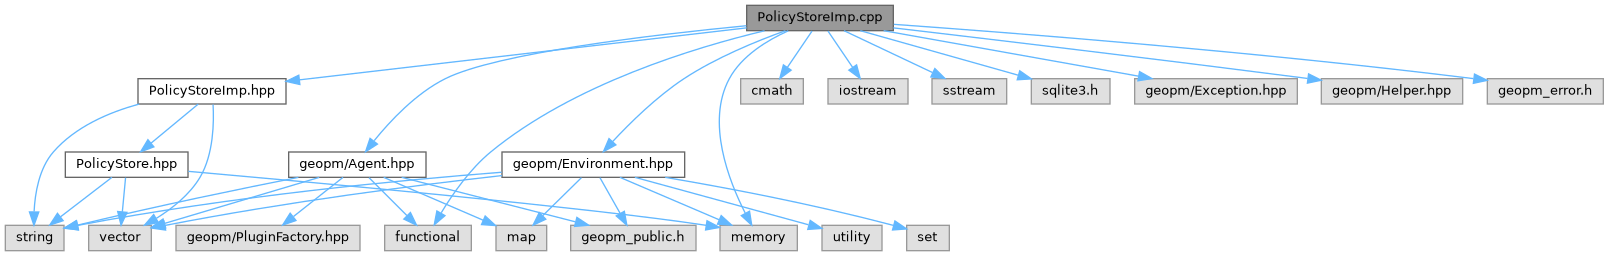 PolicyStoreImp.cpp
PolicyStoreImp.hpp
cmath
iostream
sstream
sqlite3.h
geopm/Exception.hpp
geopm/Helper.hpp
geopm_error.h
PolicyStore.hpp
geopm/Agent.hpp
geopm/Environment.hpp
string
vector
geopm/PluginFactory.hpp
functional
map
geopm_public.h
memory
utility
set